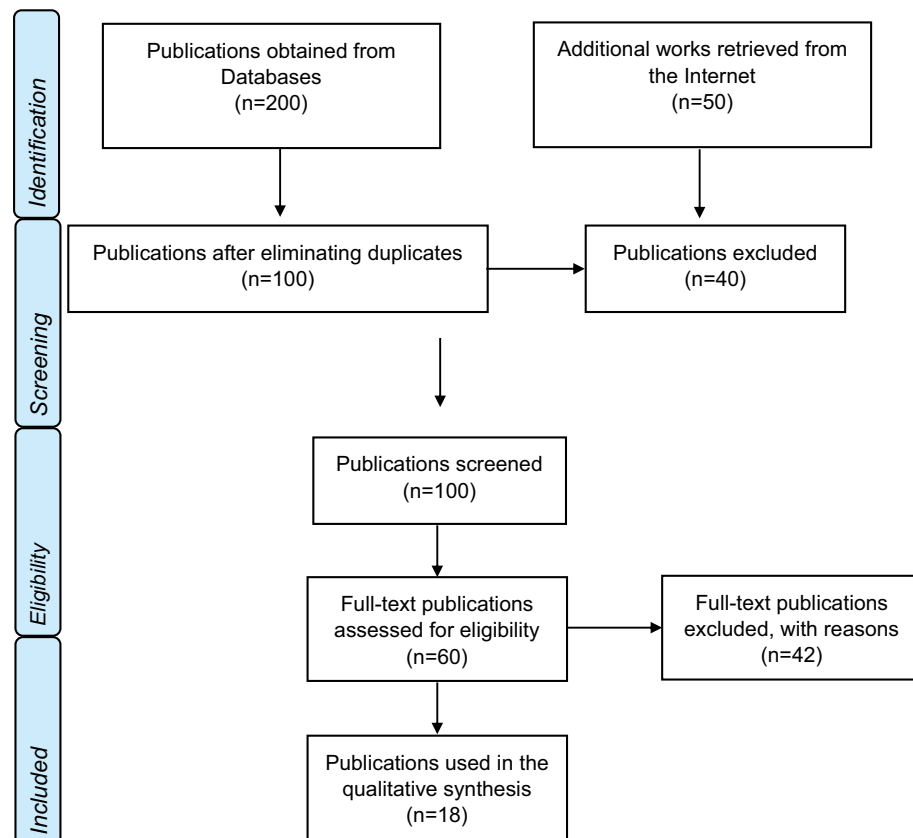 Identification
Publications obtained from
Databases
(n=200)
Additional works retrieved from
the Internet
(n=50)
Screening
Publications after eliminating duplicates
(n=100)
Publications excluded
(n=40)
Eligibility
Publications screened
(n=100)
Full-text publications
assessed for eligibility
(n=60)
Full-text publications
excluded, with reasons
(n=42)
Included
Publications used in the
qualitative synthesis
(n=18)